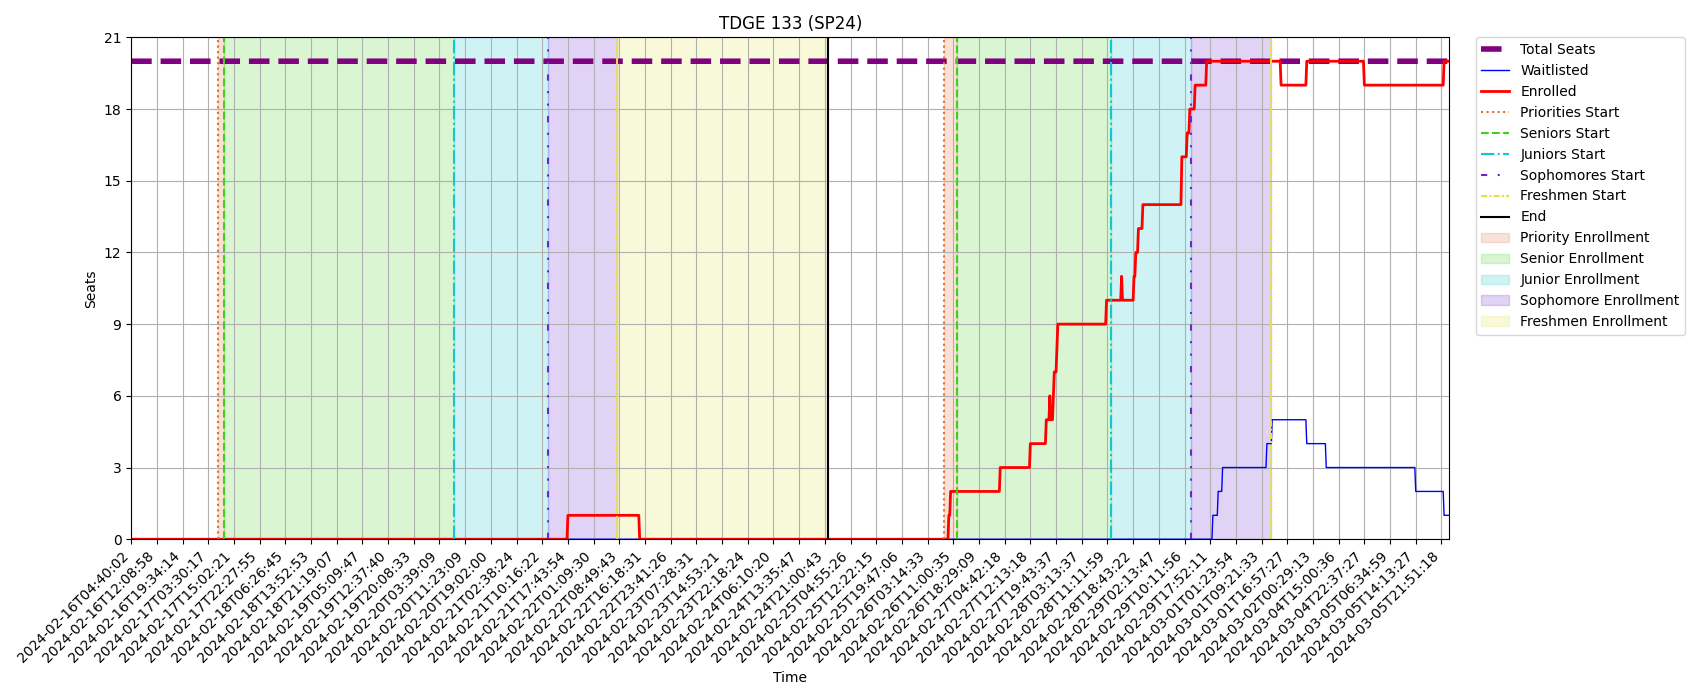 TDGE 133 (SP24)
21
18
15
12
9
6
3
0
Seats
2024-02-16T04:40:02
2024-02-16T12:08:58
2024-02-16T19:34:14
2024-02-17T03:30:17
2024-02-17T15:02:21
2024-02-17T22:27:55
2024-02-18T06:26:45
2024-02-18T13:52:53
2024-02-18T21:19:07
2024-02-19T05:09:47
2024-02-19T12:37:40
2024-02-19T20:08:33
2024-02-20T03:39:09
2024-02-20T11:23:09
2024-02-20T19:02:00
2024-02-21T02:38:24
2024-02-21T10:16:22
2024-02-21T17:43:54
2024-02-22T01:09:30
2024-02-22T08:49:43
2024-02-22T16:18:31
2024-02-22T23:41:26
2024-02-23T07:28:31
2024-02-23T14:53:21
2024-02-23T22:18:24
2024-02-24T06:10:20
2024-02-24T13:35:47
2024-02-24T21:00:43
2024-02-25T04:55:26
2024-02-25T12:22:15
2024-02-25T19:47:06
2024-02-26T03:14:33
2024-02-26T11:00:35
2024-02-26T18:29:09
2024-02-27T04:42:18
2024-02-27T12:13:18
2024-02-27T19:43:37
2024-02-28T03:13:37
2024-02-28T11:11:59
2024-02-28T18:43:22
2024-02-29T02:13:47
2024-02-29T10:11:56
2024-02-29T17:52:11
2024-03-01T01:23:54
2024-03-01T09:21:33
2024-03-01T16:57:27
2024-03-04T00:29:13
2024-03-04T15:00:36
2024-03-04T22:37:27
2024-03-05T06:34:59
2024-03-05T14:13:27
2024-03-05T21:51:18
Time
Total Seats
Waitlisted
Enrolled
Priorities Start
Seniors Start
Juniors Start
Sophomores Start
Freshmen Start
End
Priority Enrollment
Senior Enrollment
Junior Enrollment
Sophomore Enrollment
Freshmen Enrollment